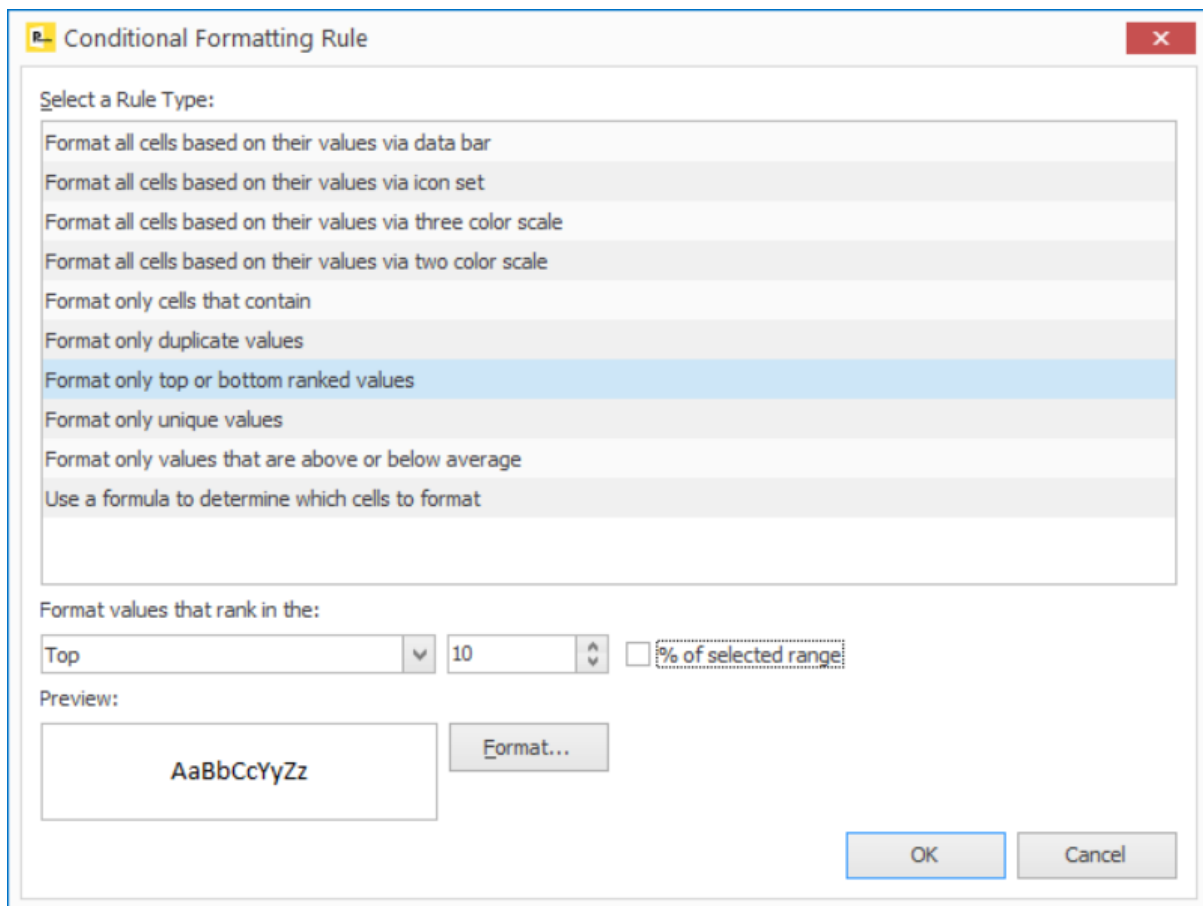 Conditional Formatting Rule
Select a Rule Type:
Format all cells based on their values via data bar
Format all cells based on their values via icon set
Format all cells based on their values via three color scale
Format all cells based on their values via two color scale
Format only cells that contain
Format only duplicate values
Format only top or bottom ranked values
Format only unique values
Format only values that are above or below average
Use a formula to determine which cells to format
Format values that rank in the:
Top 10 % of selected range
Preview:
AaBbCcYyZz Format...
OK Cancel